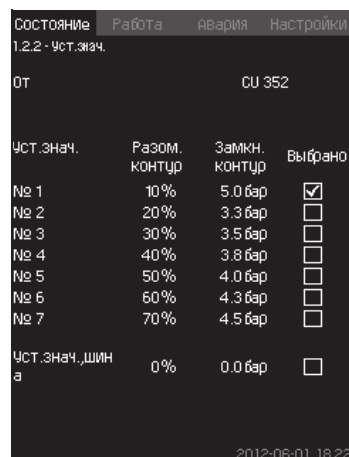 Состояние Работа Авария Настройки
1.2.2 - Уст.знач.
От CU 352
Уст.знач. Разом. контур Замкн. контур Выбрано
№ 1 10% 5.0 бар
№ 2 20% 3.3 бар
№ 3 30% 3.5 бар
№ 4 40% 3.8 бар
№ 5 50% 4.0 бар
№ 6 60% 4.3 бар
№ 7 70% 4.5 бар
Уст.знач.,шина 0% 0.0 бар
2012-06-01 18:22